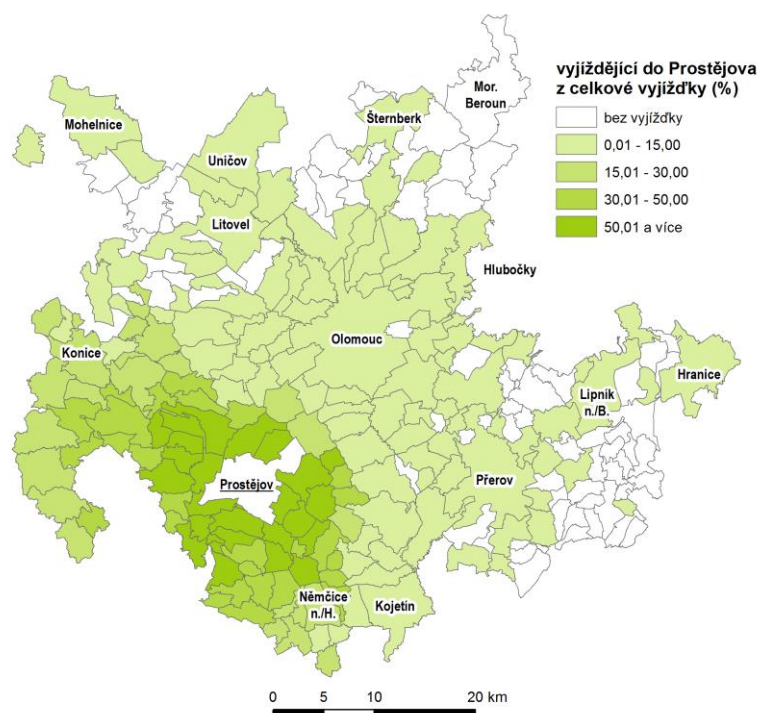 vyjíždějící do Prostějova
z celkové vyjížďky (%)
bez vyjížďky
0,01 - 15,00
15,01 - 30,00
30,01 - 50,00
50,01 a více
Mor.
Beroun
Šternberk
Mohelnice
Uničov
Litovel
Hlubočky
Olomouc
Konice
Hranice
Lipník
n./B.
Přerov
Prostějov
Němčice
n./H.
Kojetín
0 5 10 20 km